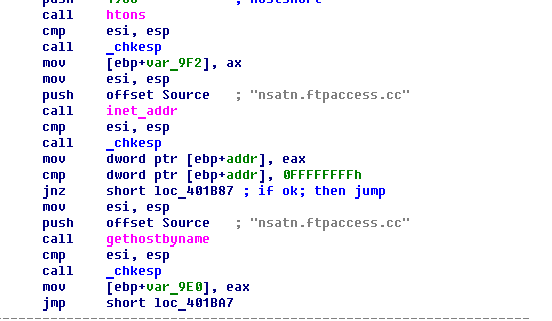 call htons
cmp esi, esp
call _chkesp
mov [ebp+var_9F2], ax
mov esi, esp
push offset Source ; "nsatn.ftpaccess.cc"
call inet_addr
cmp esi, esp
call _chkesp
mov dword ptr [ebp+addr], eax
cmp dword ptr [ebp+addr], 0FFFFFFFFh
jnz short loc_401B87 ; if ok; then jump
mov esi, esp
push offset Source ; "nsatn.ftpaccess.cc"
call gethostbyname
cmp esi, esp
call _chkesp
mov [ebp+var_9E0], eax
jmp short loc_401BA7